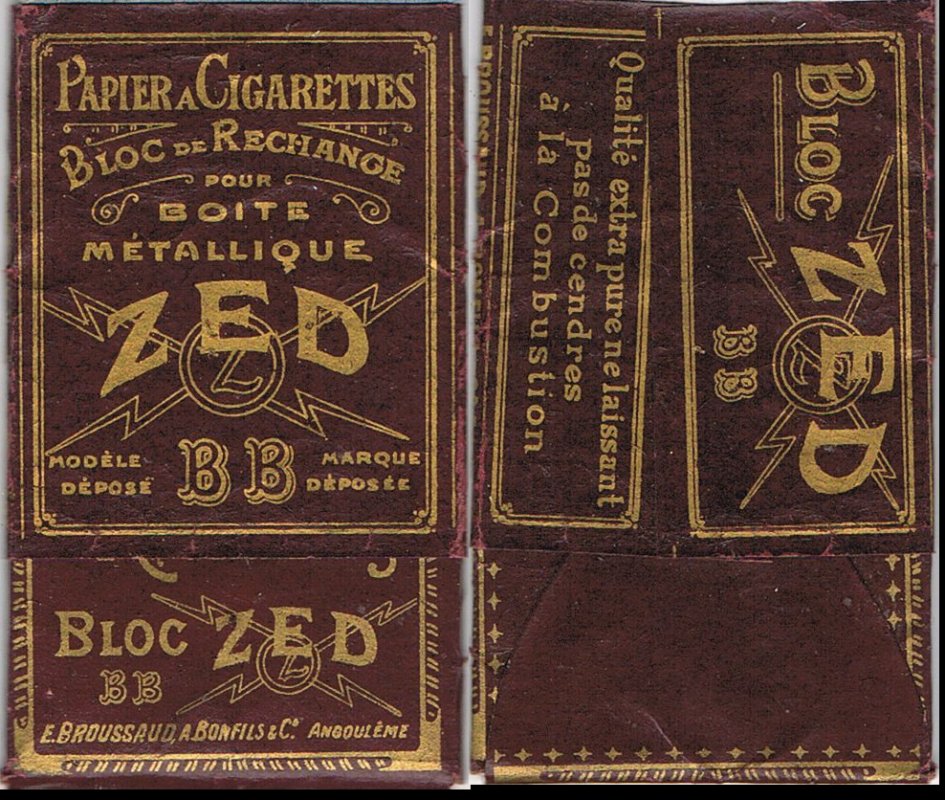 PAPIER A CIGARETTES
BLOC DE RECHANGE
POUR
BOITE
MÉTALLIQUE
ZED
Z
MODÈLE DÉPOSÉ
BB
MARQUE DÉPOSÉE
Qualité extra pure ne laissant
pas de cendres
à la Combustion
BLOC
ZED
Z
BB
BLOC ZED
Z
BB
E. BROUSSAUD, A. BONFILS & Cº ANGOULÊME